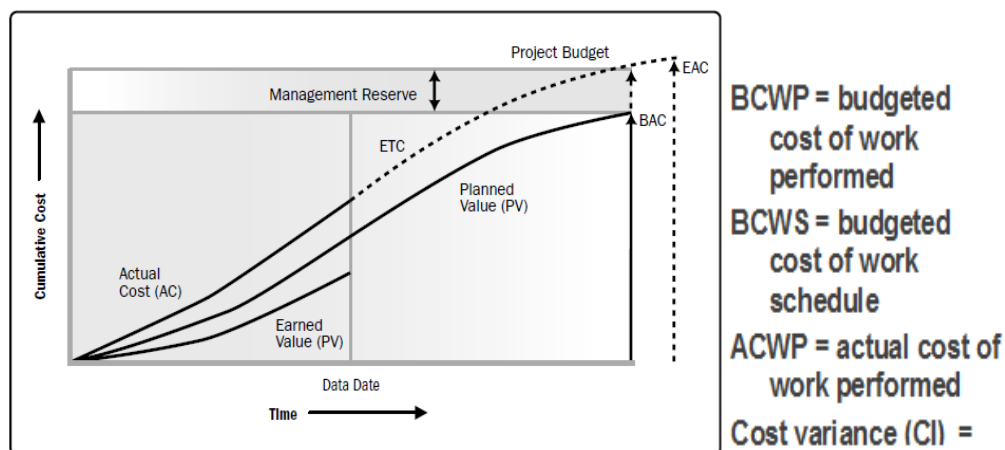 Project Budget
EAC
Management Reserve
BAC
ETC
Planned
Value (PV)
Cumulative Cost
Actual
Cost (AC)
Earned
Value (PV)
Data Date
Time
BCWP = budgeted
cost of work
performed
BCWS = budgeted
cost of work
schedule
ACWP = actual cost of
work performed
Cost variance (CI) =